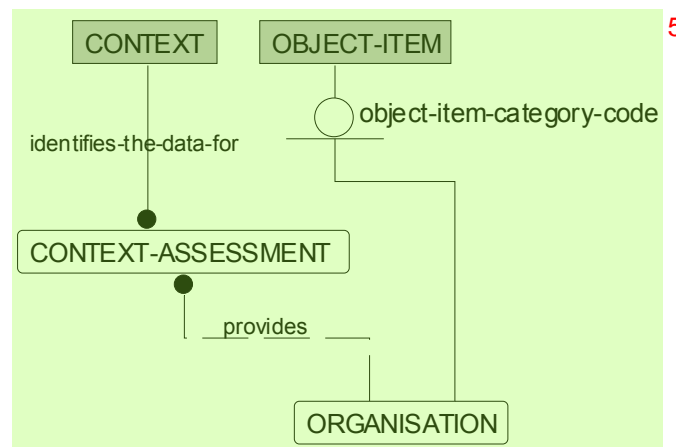 CONTEXT
OBJECT-ITEM
5
object-item-category-code
identifies-the-data-for
CONTEXT-ASSESSMENT
provides
ORGANISATION